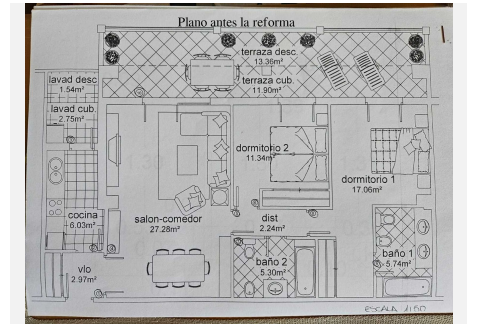 Plano antes la reforma
terraza desc.
13.36m²
lavad desc
1.54m²
terraza cub.
11.90m²
lavad cub.
2.75m²
dormitorio 2
11.34m²
dormitorio 1
17.06m²
cocina
6.03m²
salon-comedor
27.28m²
dist
2.24m²
baño 1
5.74m²
baño 2
5.30m²
vlo
2.97m²
ESCALA 1/50